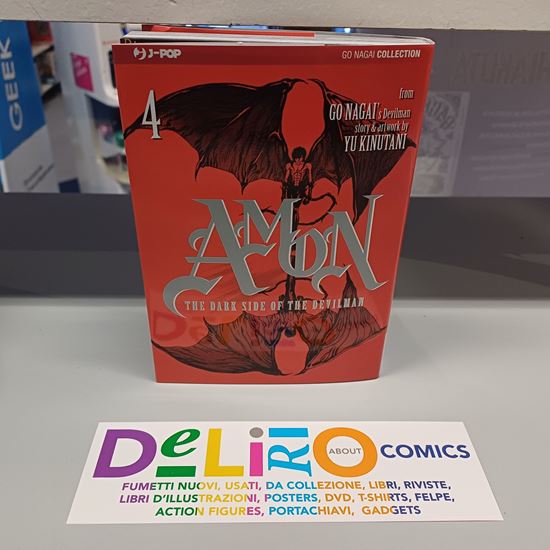 J-POP
GO NAGAI COLLECTION
GEEK
4
from
GO NAGAI's Devilman
story & artwork by
YU KINUTANI
AMON
THE DARK SIDE OF THE DEVILMAN
DeLiRiO
DeLiRiO ABOUT COMICS
FUMETTI NUOVI, USATI, DA COLLEZIONE, LIBRI, RIVISTE,
LIBRI D'ILLUSTRAZIONI, POSTERS, DVD, T-SHIRTS, FELPE,
ACTION FIGURES, PORTACHIAVI, GADGETS